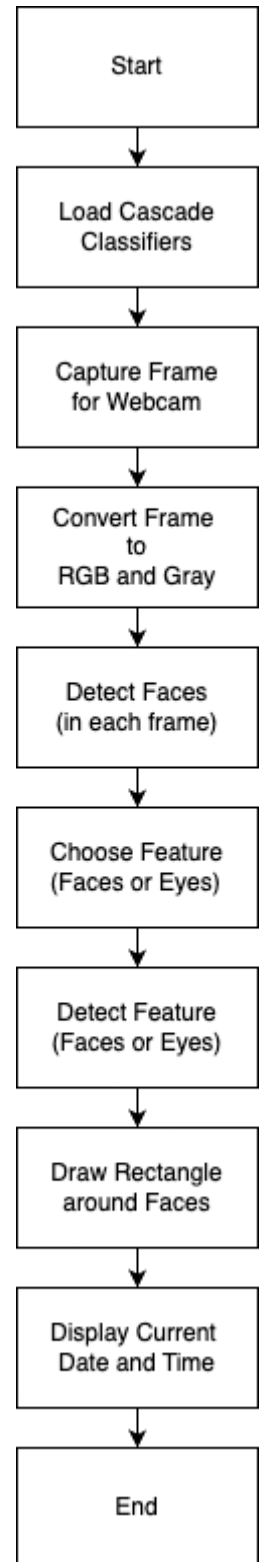 Start
Load Cascade
Classifiers
Capture Frame
for Webcam
Convert Frame
to
RGB and Gray
Detect Faces
(in each frame)
Choose Feature
(Faces or Eyes)
Detect Feature
(Faces or Eyes)
Draw Rectangle
around Faces
Display Current
Date and Time
End